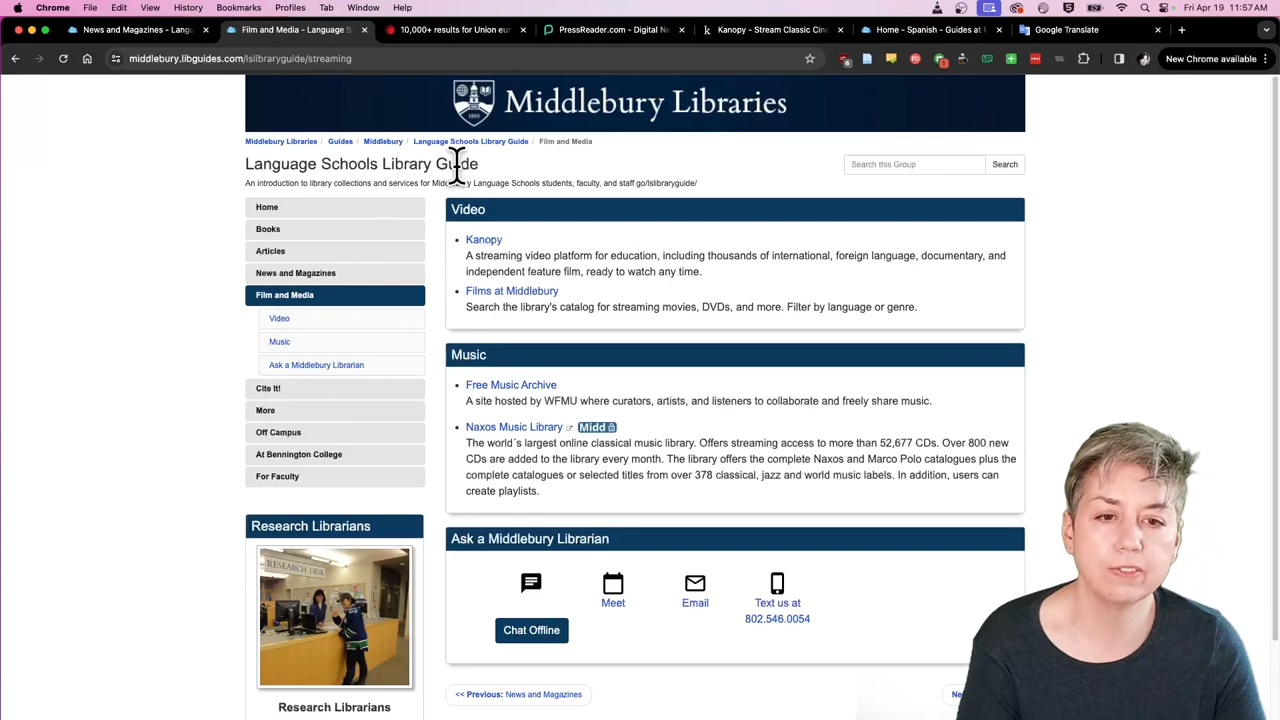 Chrome File Edit View History Bookmarks Profiles Tab Window Help Fri Apr 19 11:57 AM
News and Magazines - Langu Film and Media - Language S 10,000+ results for Union eur PressReader.com - Digital Ne Kanopy - Stream Classic Cine Home - Spanish - Guides at M Google Translate
middlebury.libguides.com/lslibraryguide/streaming New Chrome available
1800
Middlebury Libraries
Middlebury Libraries / Guides / Middlebury / Language Schools Library Guide / Film and Media
Language Schools Library Guide
Search this Group Search
An introduction to library collections and services for Middlebury Language Schools students, faculty, and staff go/lslibraryguide/
Home
Books
Articles
News and Magazines
Film and Media
Video
Music
Ask a Middlebury Librarian
Cite It!
More
Off Campus
At Bennington College
For Faculty
Research Librarians
RESEARCH DESK
Research Librarians
Video
• Kanopy
A streaming video platform for education, including thousands of international, foreign language, documentary, and
independent feature film, ready to watch any time.
• Films at Middlebury
Search the library's catalog for streaming movies, DVDs, and more. Filter by language or genre.
Music
• Free Music Archive
A site hosted by WFMU where curators, artists, and listeners to collaborate and freely share music.
• Naxos Music Library Midd
The world´s largest online classical music library. Offers streaming access to more than 52,677 CDs. Over 800 new
CDs are added to the library every month. The library offers the complete Naxos and Marco Polo catalogues plus the
complete catalogues or selected titles from over 378 classical, jazz and world music labels. In addition, users can
create playlists.
Ask a Middlebury Librarian
Chat Offline
Meet
Email
Text us at
802.546.0054
<< Previous: News and Magazines
Ne